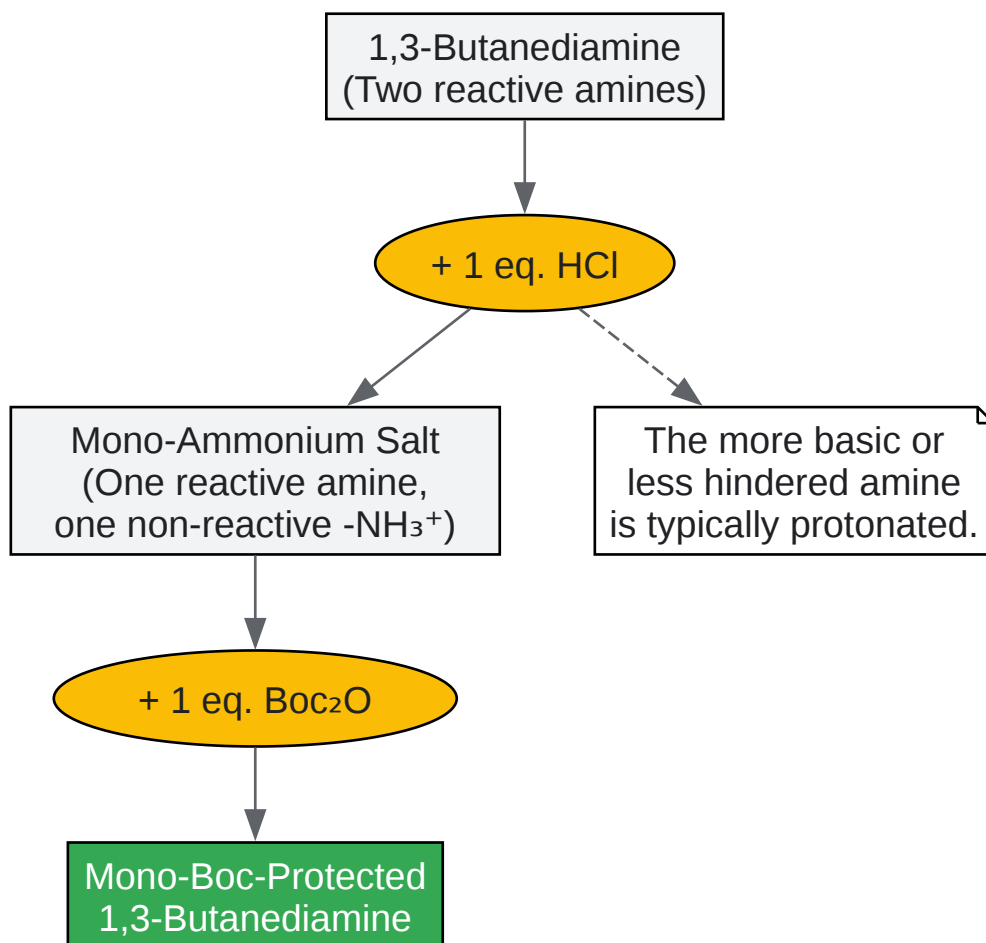 1,3-Butanediamine
(Two reactive amines)
+ 1 eq. HCl
Mono-Ammonium Salt
(One reactive amine,
one non-reactive -NH₃⁺)
The more basic or
less hindered amine
is typically protonated.
+ 1 eq. Boc₂O
Mono-Boc-Protected
1,3-Butanediamine